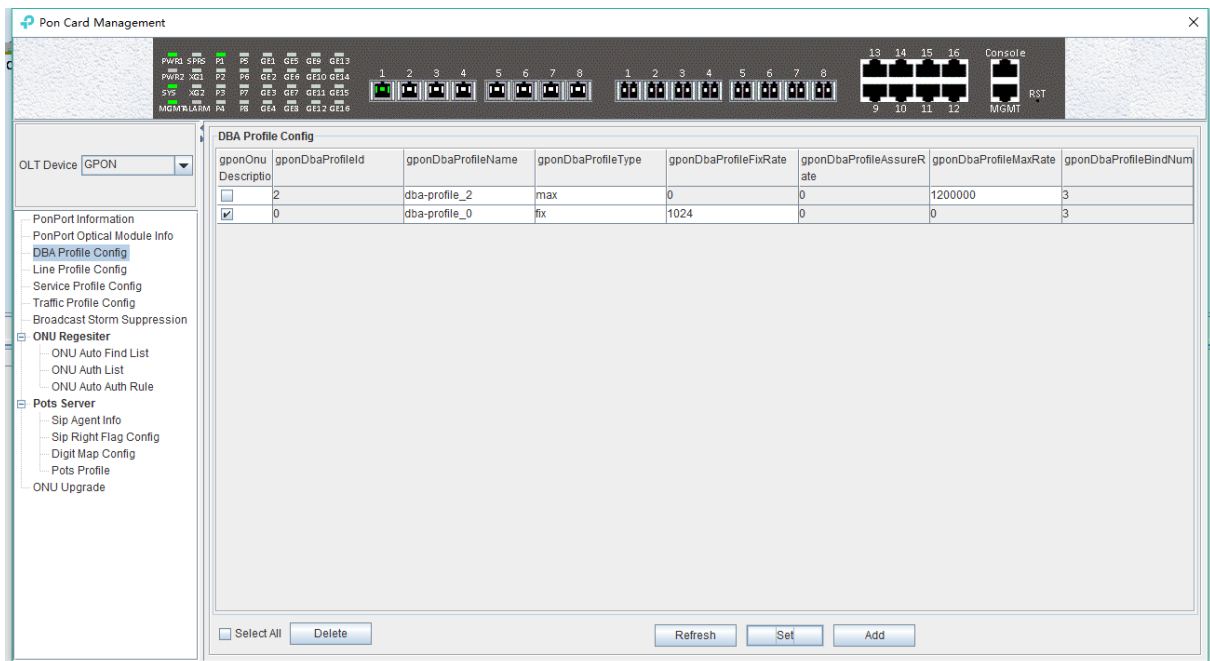 Pon Card Management
PWR1 SPRS P1 P5 GE1 GE5 GE9 GE13
PWR2 XG1 P2 P6 GE2 GE6 GE10 GE14
SYS XG2 P3 P7 GE3 GE7 GE11 GE15
P4 P8 GE4 GE8 GE12 GE16
1 2 3 4 5 6 7 8 1 2 3 4 5 6 7 8
13 14 15 16 Console
9 10 11 12 MGMT
RST
OLT Device GPON
PonPort Information
PonPort Optical Module Info
DBA Profile Config
Line Profile Config
Service Profile Config
Traffic Profile Config
Broadcast Storm Suppression
ONU Regesiter
ONU Auto Find List
ONU Auth List
ONU Auto Auth Rule
Pots Server
Sip Agent Info
Sip Right Flag Config
Digit Map Config
Pots Profile
ONU Upgrade
DBA Profile Config
gponOnu gponDbaProfileId gponDbaProfileName gponDbaProfileType gponDbaProfileFixRate gponDbaProfileAssureR gponDbaProfileMaxRate gponDbaProfileBindNum
Descriptio ate
2 dba-profile_2 max 0 0 1200000 3
0 dba-profile_0 fix 1024 0 0 3
Select All Delete Refresh Set Add